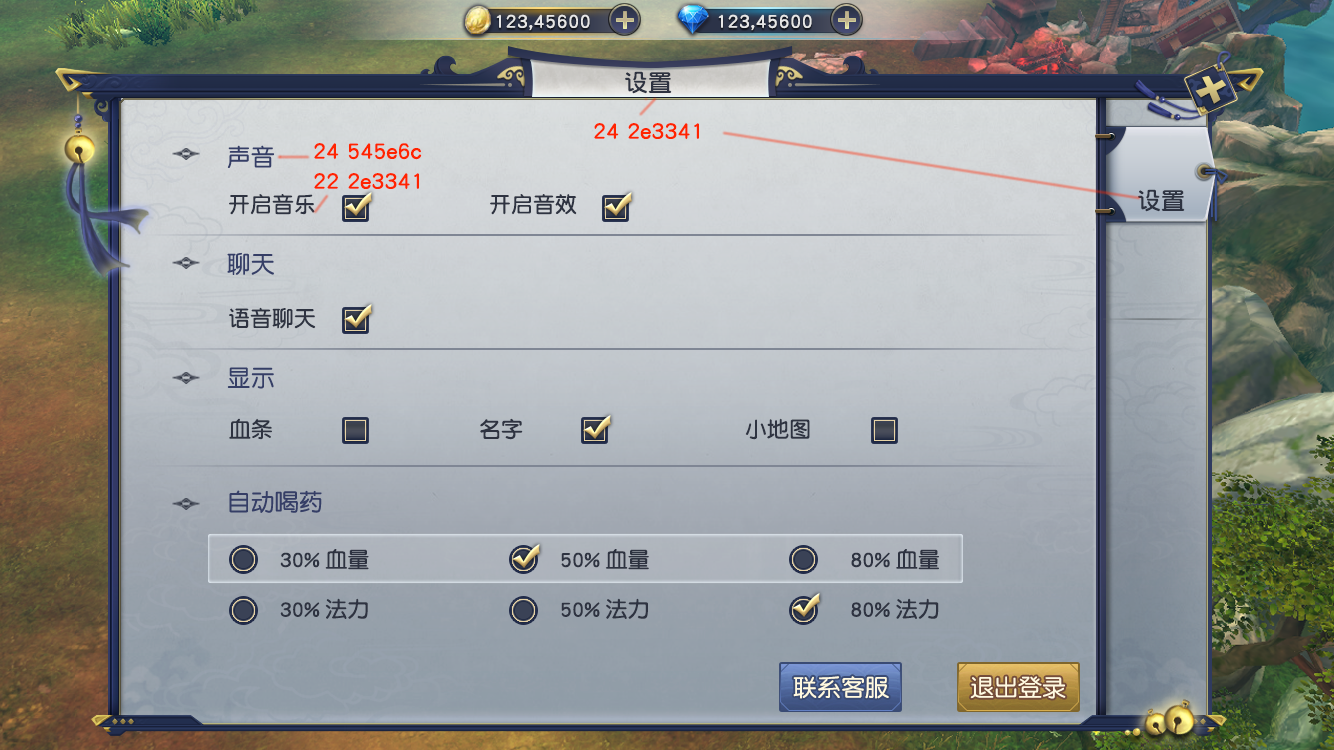 123,45600 123,45600
设置
24 2e3341
声音 24 545e6c
22 2e3341
设置
开启音乐 开启音效
聊天
语音聊天
显示
血条 名字 小地图
自动喝药
30% 血量 50% 血量 80% 血量
30% 法力 50% 法力 80% 法力
联系客服 退出登录